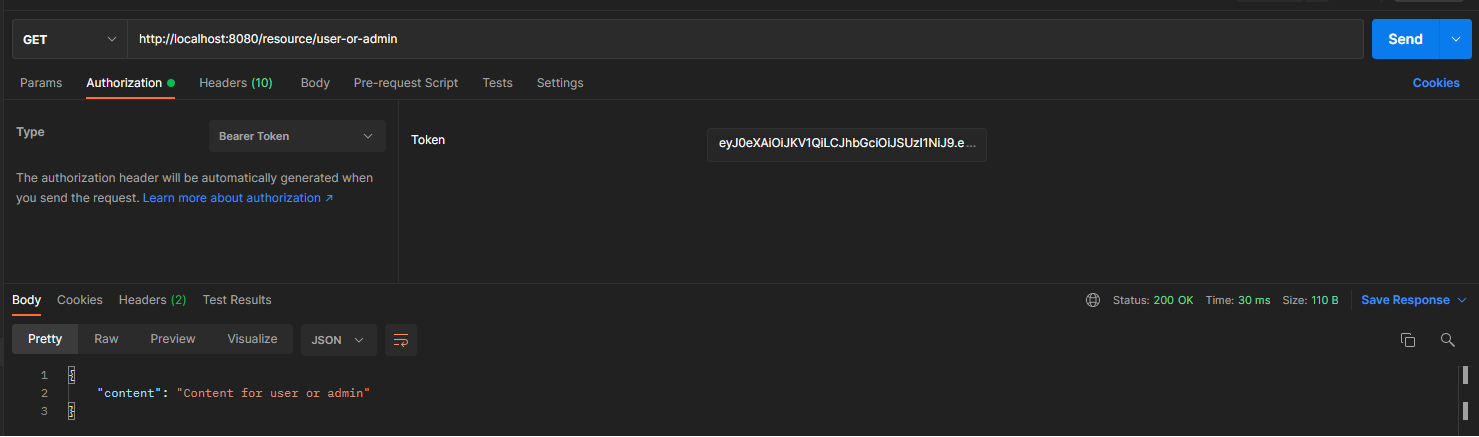 GET http://localhost:8080/resource/user-or-admin Send
Params Authorization Headers (10) Body Pre-request Script Tests Settings Cookies
Type Bearer Token Token eyJ0eXAiOiJKV1QiLCJhbGciOiJSUzI1NiJ9.e...
The authorization header will be automatically generated when
you send the request. Learn more about authorization ↗
Body Cookies Headers (2) Test Results Status: 200 OK Time: 30 ms Size: 110 B Save Response
Pretty Raw Preview Visualize JSON
1 {
2 "content": "Content for user or admin"
3 }